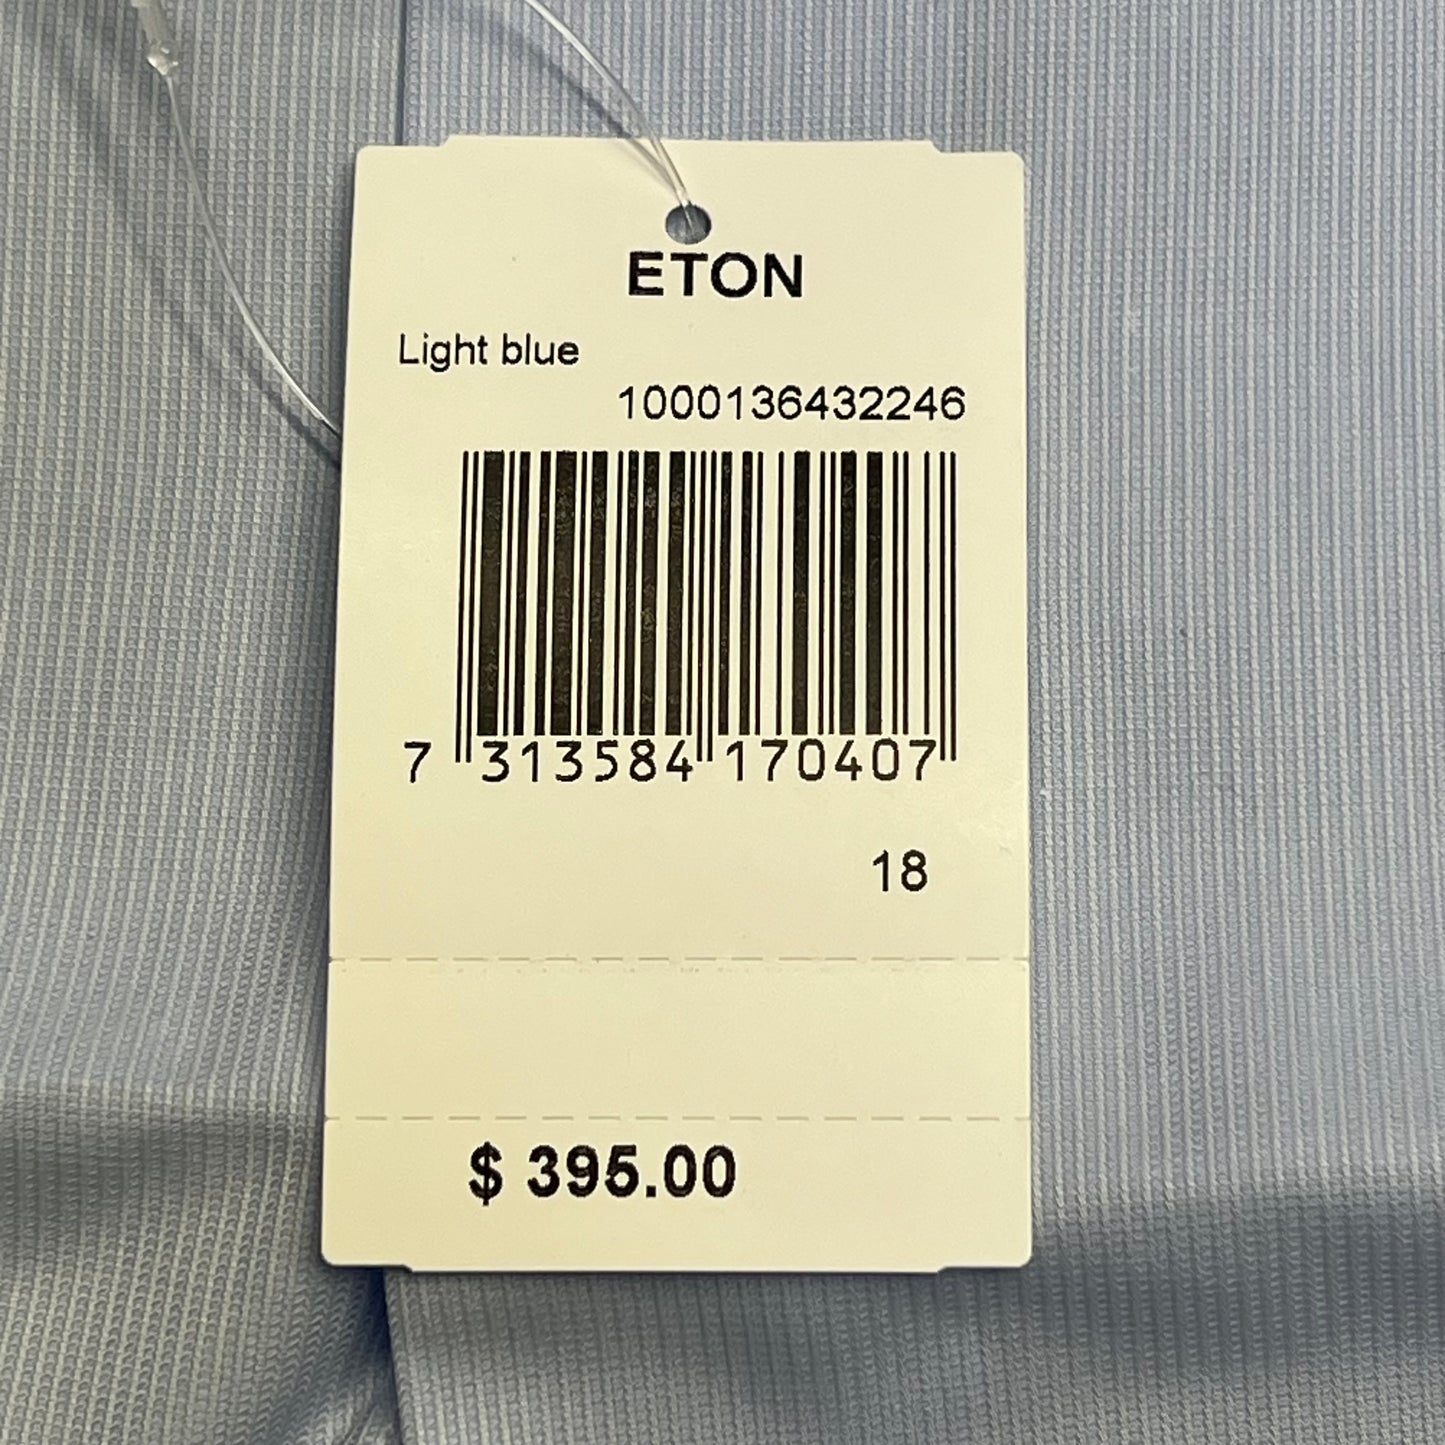 ETON
Light blue
1000136432246
7 313584 170407
18
$ 395.00